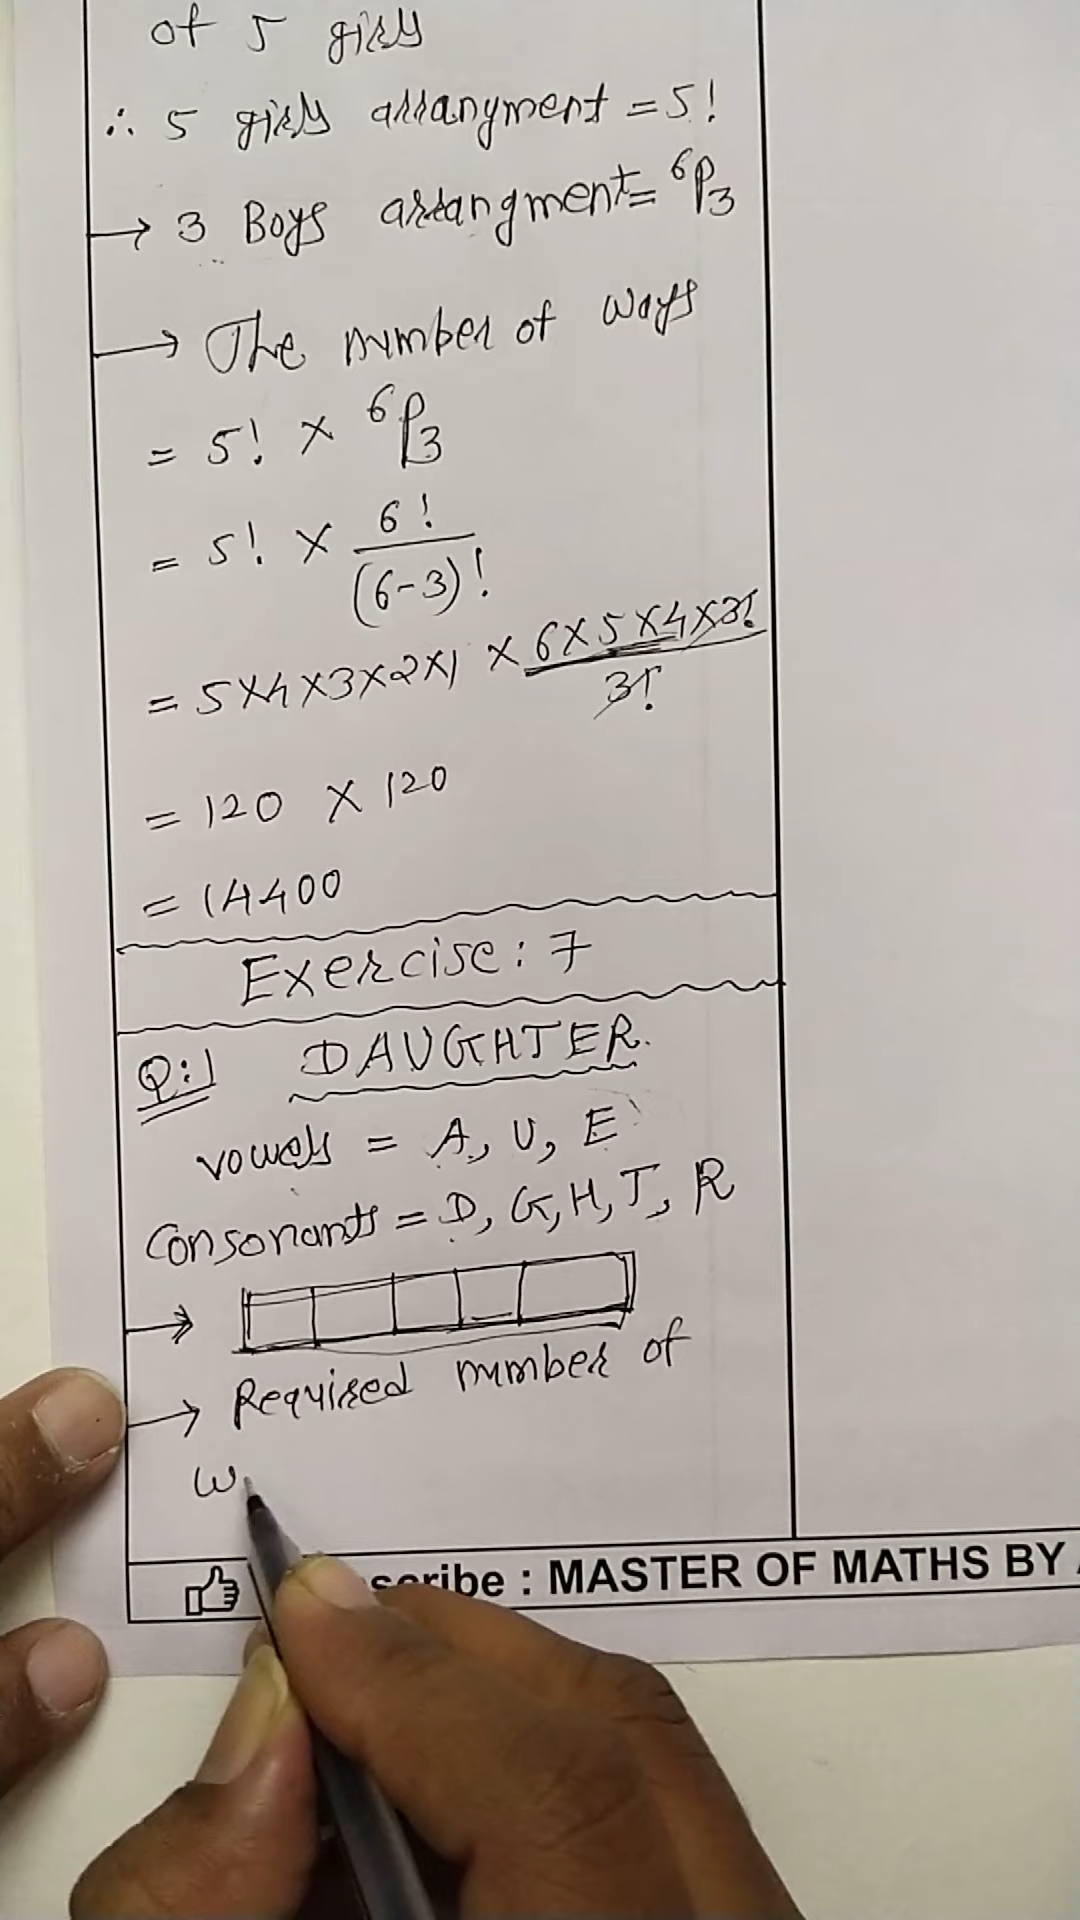 of 5 girls
∴ 5 girls arrangment = 5!
→ 3 Boys arrangment = ⁶P₃
→ The number of ways
= 5! × ⁶P₃
= 5! × 6! / (6-3)!
= 5×4×3×2×1 × 6×5×4×3! / 3!
= 120 × 120
= 14400
Exercise: 7
Q:1 DAUGHTER.
vowels = A, U, E
Consonants = D, G, H, T, R
→ Required number of
w
scribe : MASTER OF MATHS BY